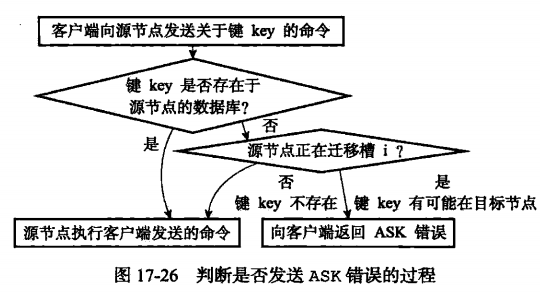 客户端向源节点发送关于键 key 的命令
键 key 是否存在于
源节点的数据库?
是
否
源节点正在迁移槽 i ?
否
键 key 不存在
是
键 key 有可能在目标节点
源节点执行客户端发送的命令
向客户端返回 ASK 错误
图 17-26 判断是否发送 ASK 错误的过程